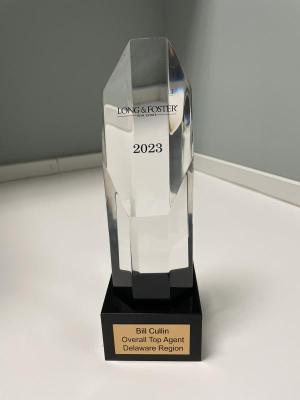 LONG & FOSTER
REAL ESTATE
2023
Bill Cullin
Overall Top Agent
Delaware Region